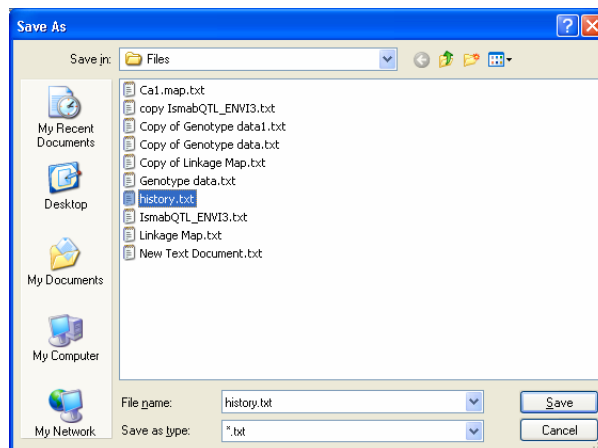 Save As
Save in:
Files
My Recent
Documents
Desktop
My Documents
My Computer
My Network
Ca1.map.txt
copy IsmabQTL_ENVI3.txt
Copy of Genotype data1.txt
Copy of Genotype data.txt
Copy of Linkage Map.txt
Genotype data.txt
history.txt
IsmabQTL_ENVI3.txt
Linkage Map.txt
New Text Document.txt
File name:
history.txt
Save
Save as type:
*.txt
Cancel